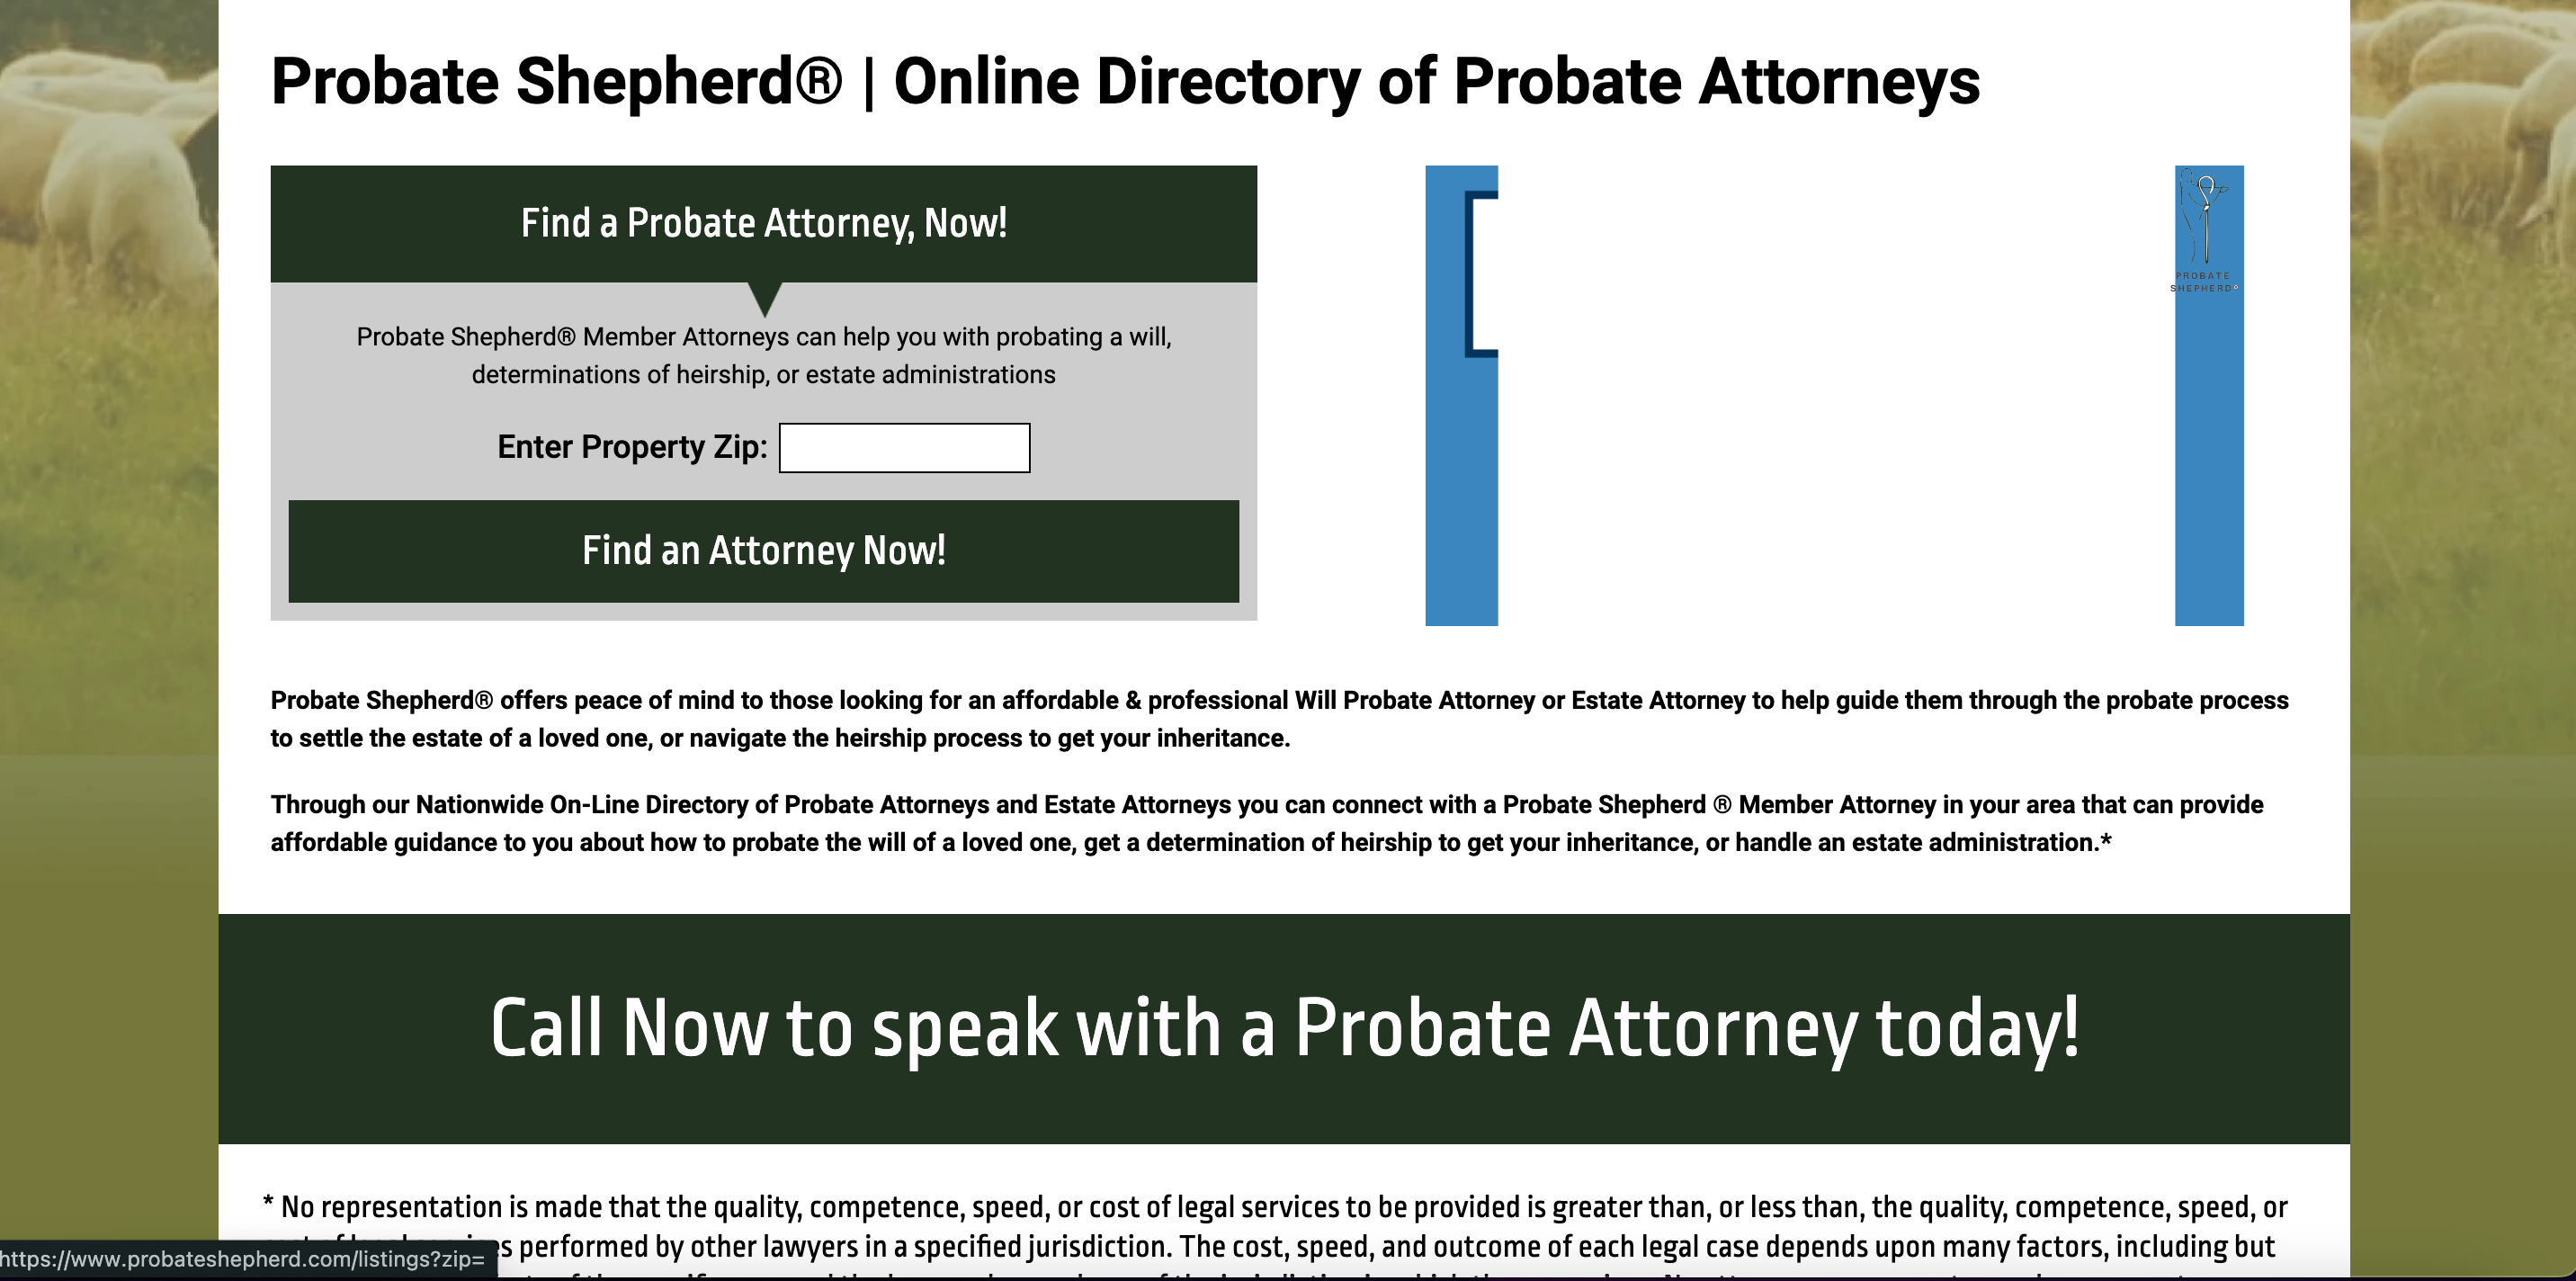 Probate Shepherd® | Online Directory of Probate Attorneys
Find a Probate Attorney, Now!
Probate Shepherd® Member Attorneys can help you with probating a will,
determinations of heirship, or estate administrations
Enter Property Zip:
Find an Attorney Now!
PROBATE
SHEPHERD®
Probate Shepherd® offers peace of mind to those looking for an affordable & professional Will Probate Attorney or Estate Attorney to help guide them through the probate process
to settle the estate of a loved one, or navigate the heirship process to get your inheritance.
Through our Nationwide On-Line Directory of Probate Attorneys and Estate Attorneys you can connect with a Probate Shepherd ® Member Attorney in your area that can provide
affordable guidance to you about how to probate the will of a loved one, get a determination of heirship to get your inheritance, or handle an estate administration.*
Call Now to speak with a Probate Attorney today!
* No representation is made that the quality, competence, speed, or cost of legal services to be provided is greater than, or less than, the quality, competence, speed, or
performed by other lawyers in a specified jurisdiction. The cost, speed, and outcome of each legal case depends upon many factors, including but
https://www.probateshepherd.com/listings?zip=